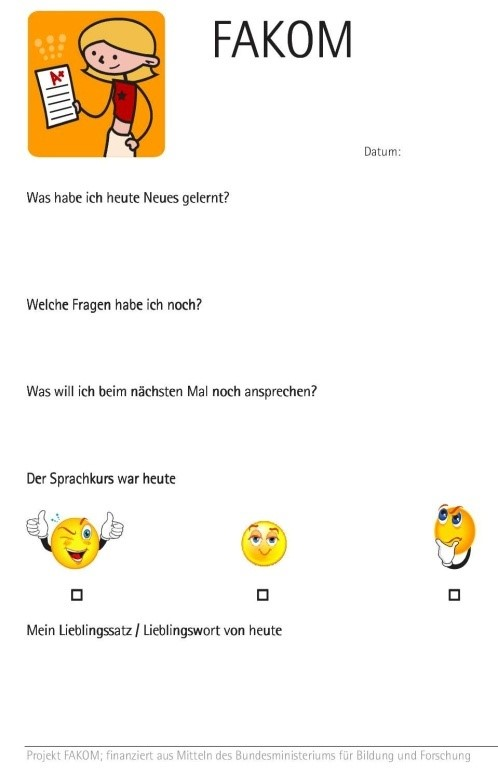 FAKOM
A+
Datum:
Was habe ich heute Neues gelernt?
Welche Fragen habe ich noch?
Was will ich beim nächsten Mal noch ansprechen?
Der Sprachkurs war heute
Mein Lieblingssatz / Lieblingswort von heute
Projekt FAKOM; finanziert aus Mitteln des Bundesministeriums für Bildung und Forschung